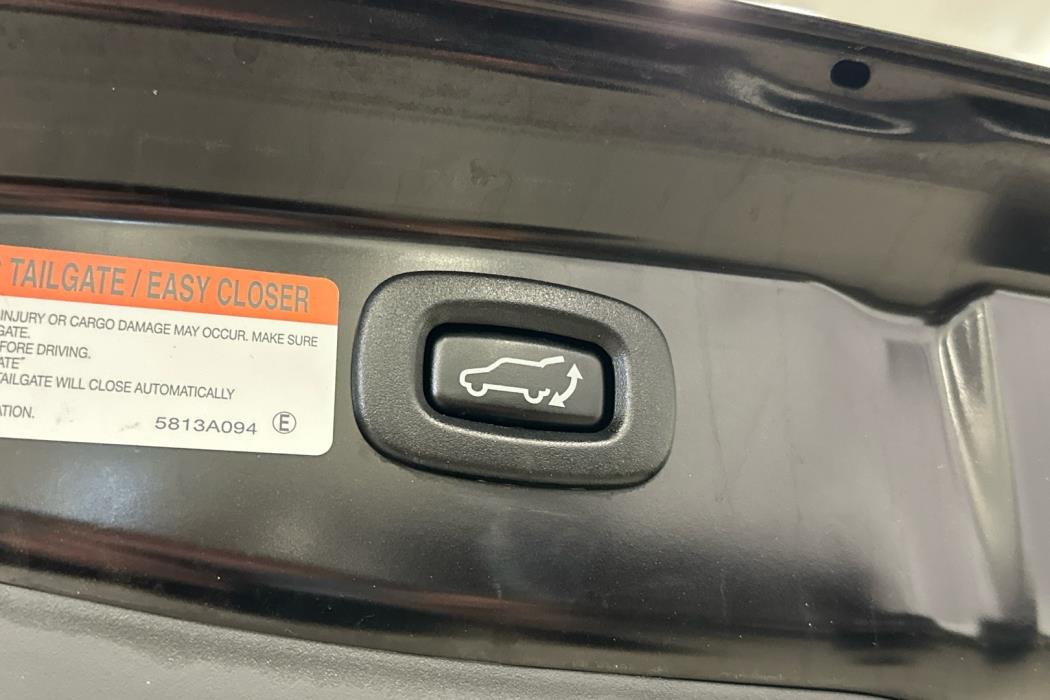 TAILGATE / EASY CLOSER
INJURY OR CARGO DAMAGE MAY OCCUR. MAKE SURE
GATE.
FORE DRIVING.
ATE"
TAILGATE WILL CLOSE AUTOMATICALLY
ATION.
5813A094 E